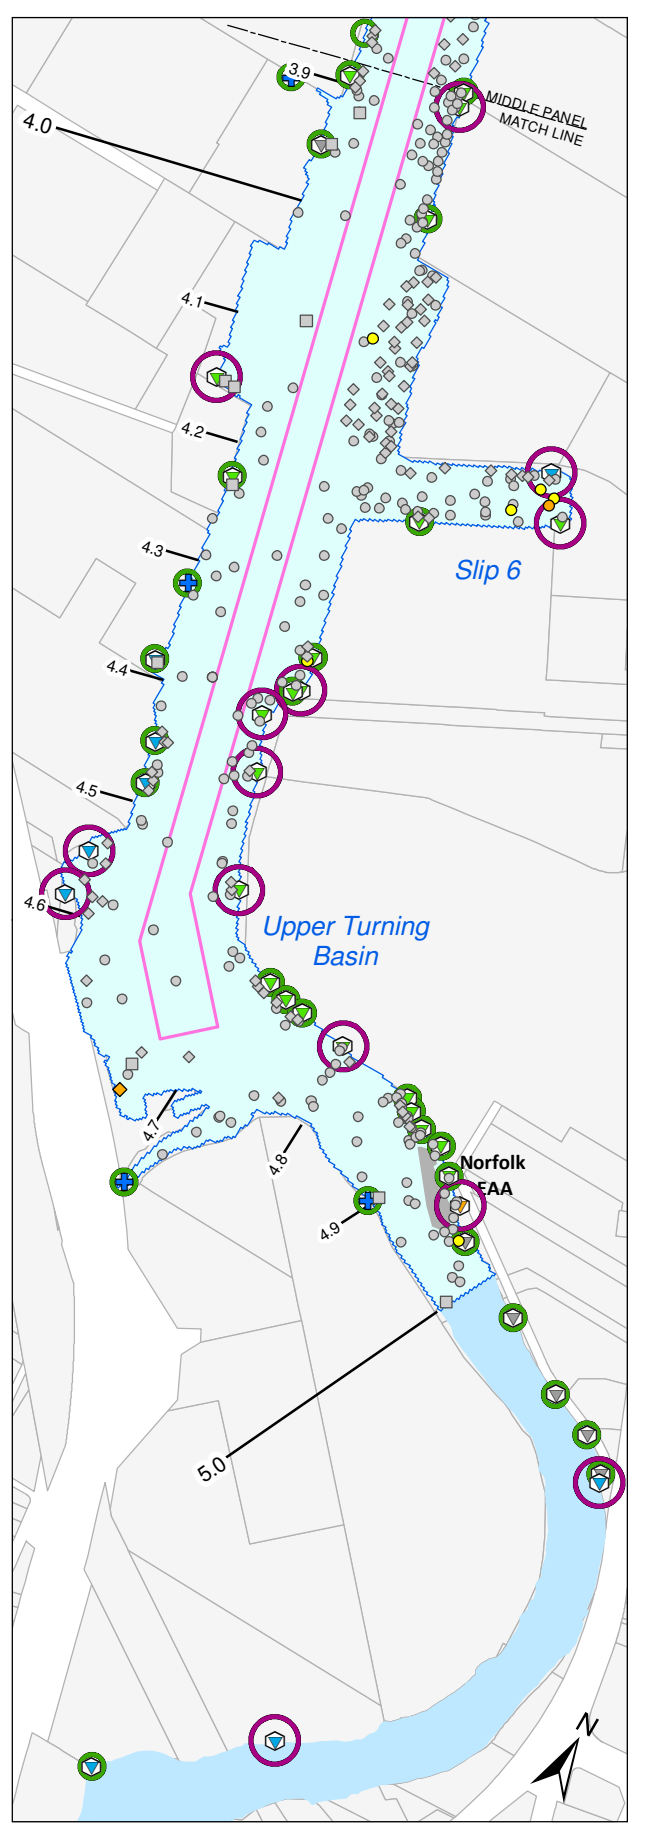 3.9
MIDDLE PANEL
MATCH LINE
4.0
4.1
4.2
4.3
Slip 6
4.4
4.5
4.6
Upper Turning
Basin
4.7
4.8
Norfolk
EAA
4.9
5.0
N